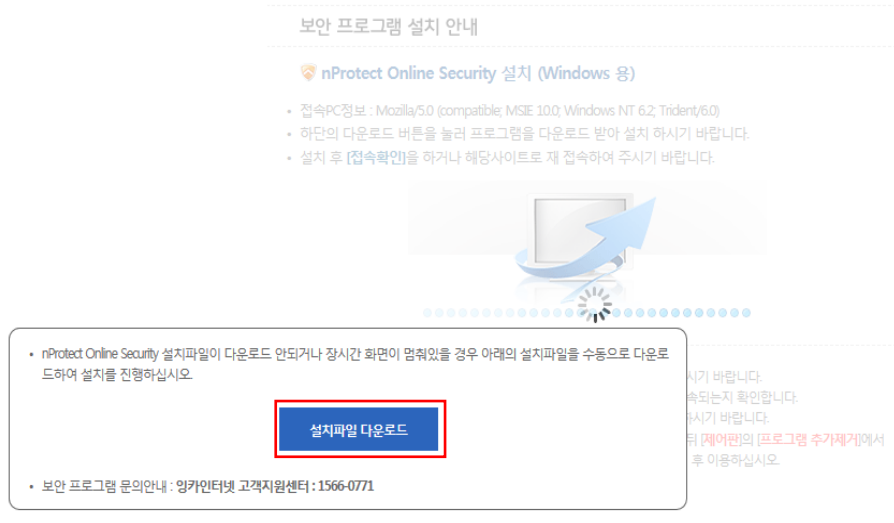 보안 프로그램 설치 안내
nProtect Online Security 설치 (Windows 용)
• 접속PC정보 : Mozilla/5.0 (compatible; MSIE 10.0; Windows NT 6.2; Trident/6.0)
• 하단의 다운로드 버튼을 눌러 프로그램을 다운로드 받아 설치 하시기 바랍니다.
• 설치 후 [접속확인]을 하거나 해당사이트로 재 접속하여 주시기 바랍니다.
• nProtect Online Security 설치파일이 다운로드 안되거나 장시간 화면이 멈춰있을 경우 아래의 설치파일을 수동으로 다운로
드하여 설치를 진행하십시오.
설치파일 다운로드
• 보안 프로그램 문의안내 : 잉카인터넷 고객지원센터 : 1566-0771
시기 바랍니다.
속되는지 확인합니다.
하시기 바랍니다.
뒤 [제어판]의 [프로그램 추가제거]에서
후 이용하십시오.